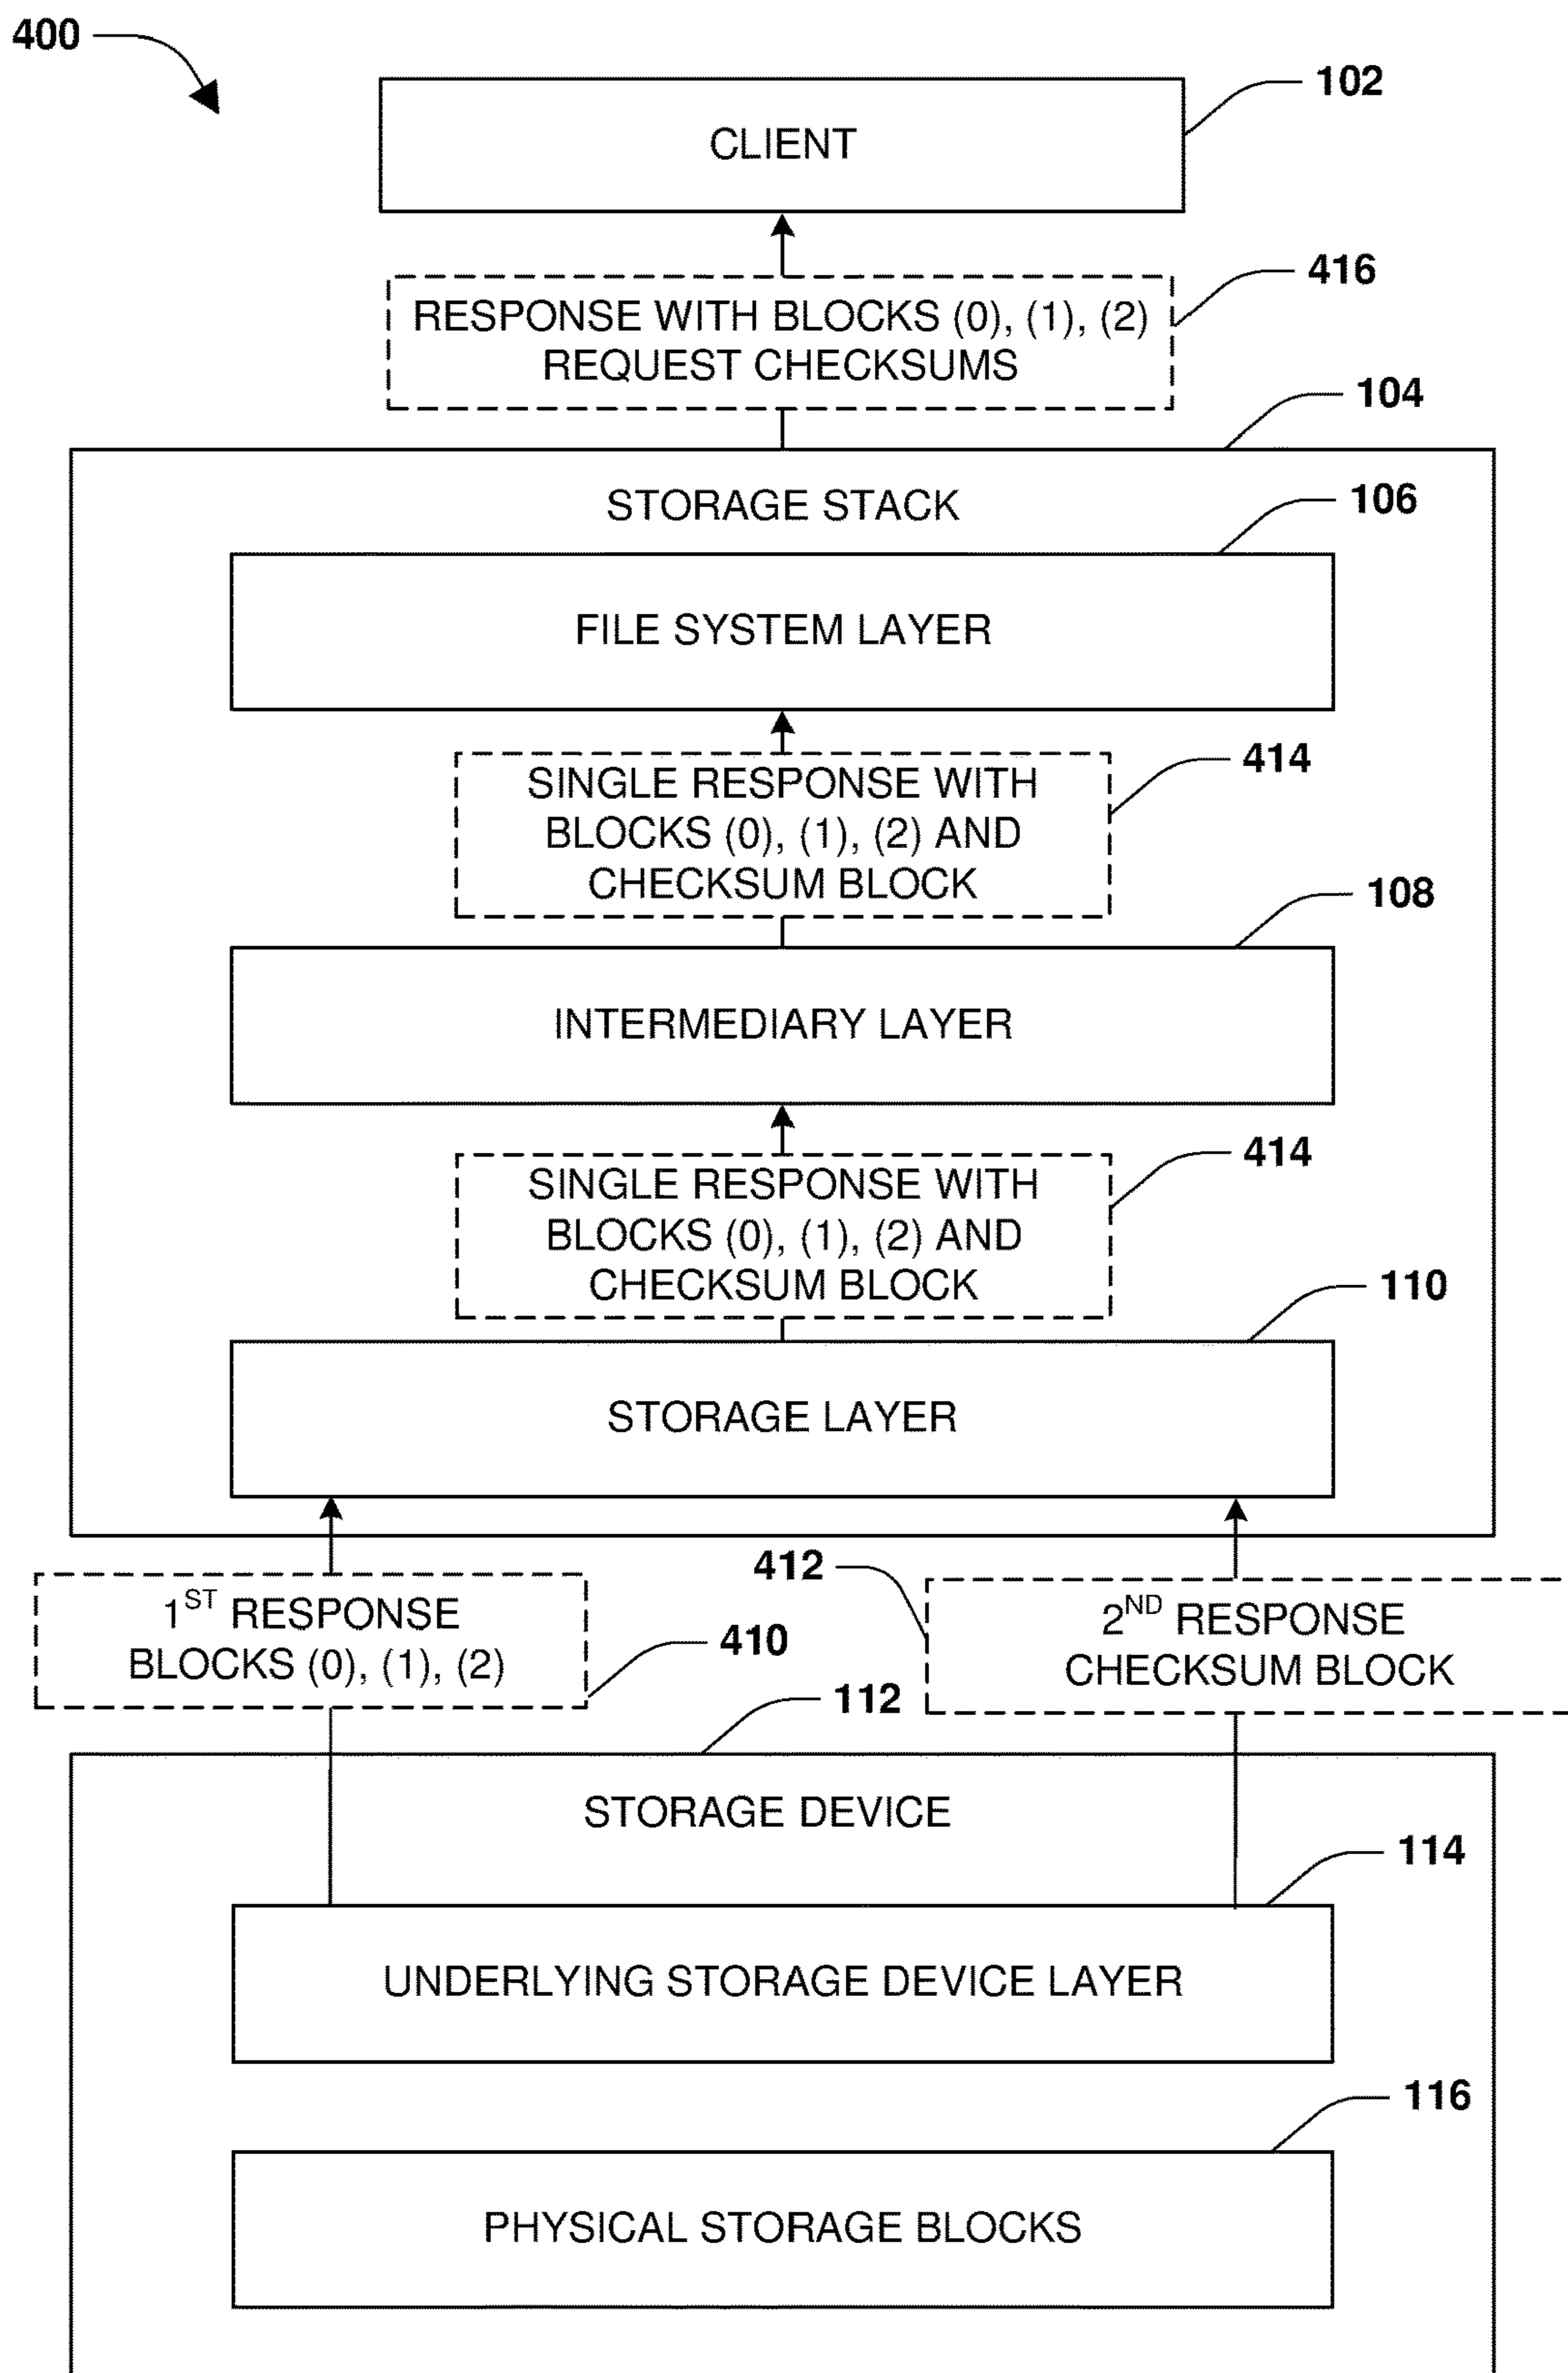 400
102
CLIENT
416
RESPONSE WITH BLOCKS (0), (1), (2)
REQUEST CHECKSUMS
104
STORAGE STACK
106
FILE SYSTEM LAYER
414
SINGLE RESPONSE WITH
BLOCKS (0), (1), (2) AND
CHECKSUM BLOCK
108
INTERMEDIARY LAYER
414
SINGLE RESPONSE WITH
BLOCKS (0), (1), (2) AND
CHECKSUM BLOCK
110
STORAGE LAYER
1ST RESPONSE
BLOCKS (0), (1), (2)
410
412
2ND RESPONSE
CHECKSUM BLOCK
112
STORAGE DEVICE
114
UNDERLYING STORAGE DEVICE LAYER
116
PHYSICAL STORAGE BLOCKS